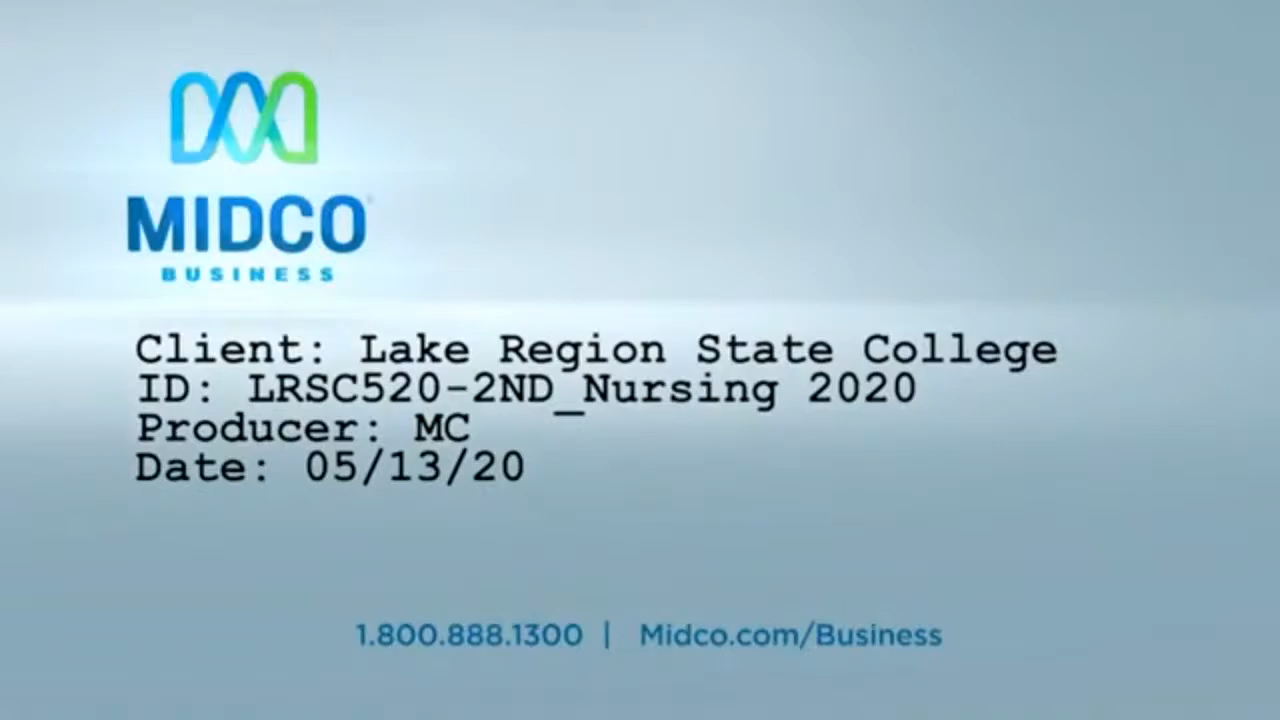 MIDCO
BUSINESS
Client: Lake Region State College
ID: LRSC520-2ND_Nursing 2020
Producer: MC
Date: 05/13/20
1.800.888.1300 | Midco.com/Business